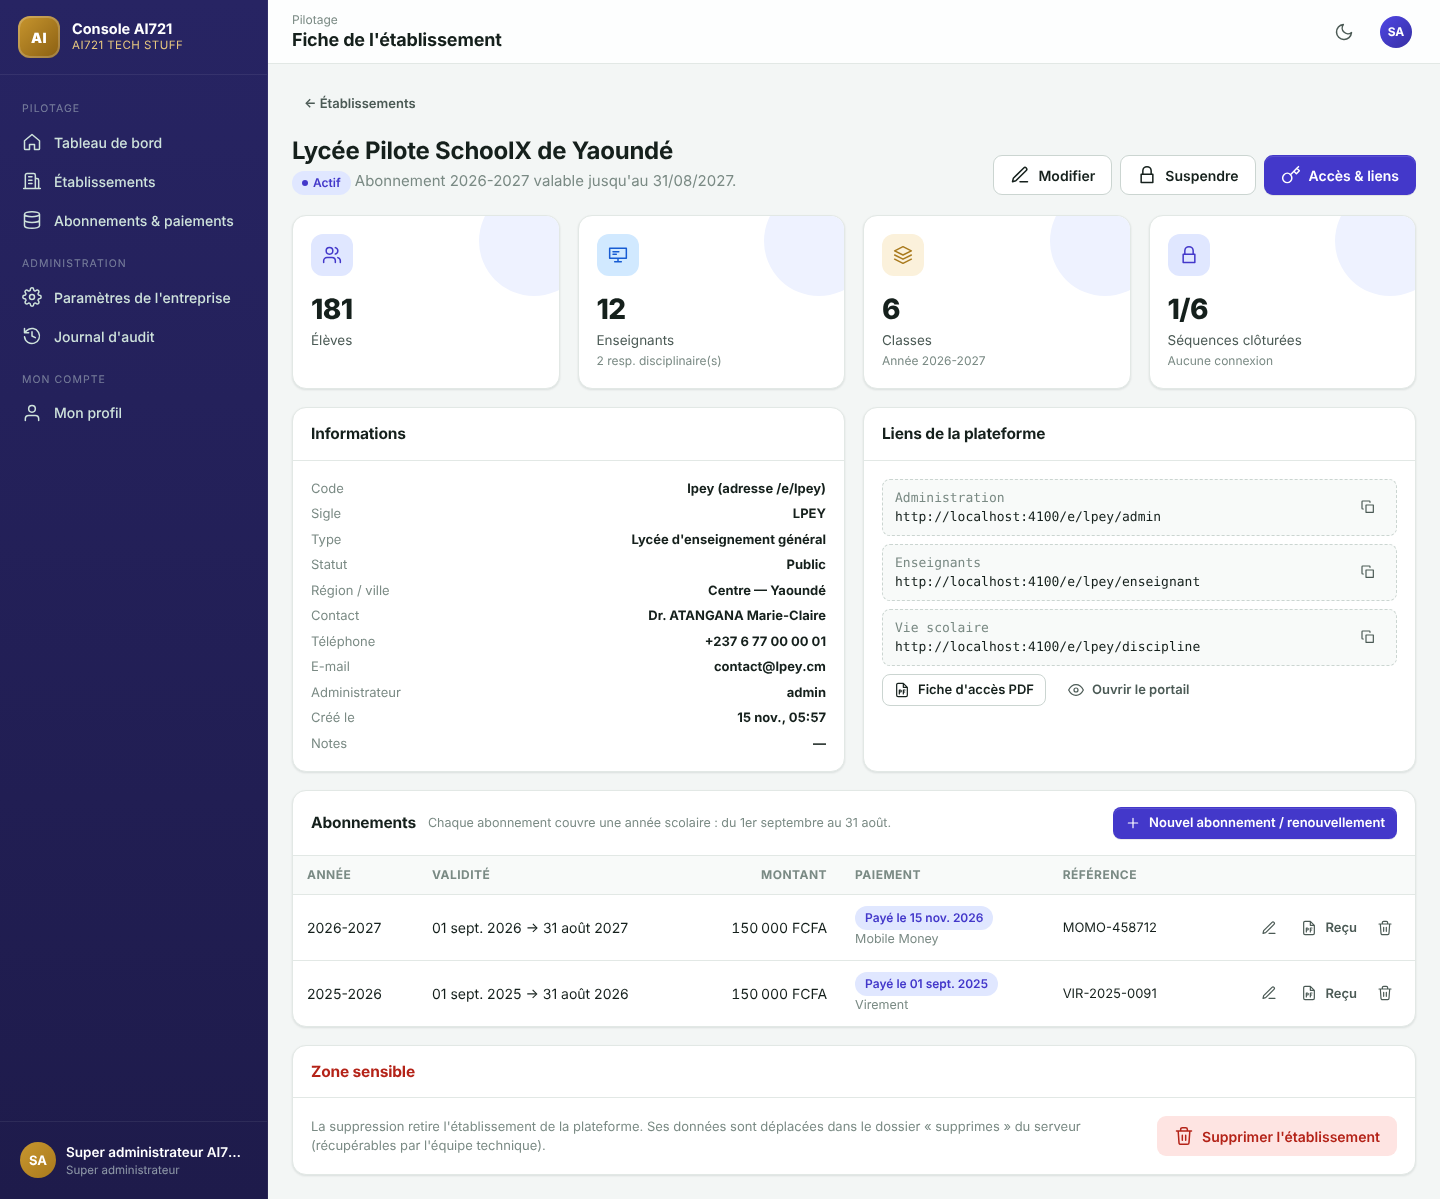 AI
Console AI721
AI721 TECH STUFF
PILOTAGE
Tableau de bord
Établissements
Abonnements & paiements
ADMINISTRATION
Paramètres de l'entreprise
Journal d'audit
MON COMPTE
Mon profil
SA
Super administrateur AI7...
Super administrateur
Pilotage
Fiche de l'établissement
SA
← Établissements
Lycée Pilote SchoolX de Yaoundé
Actif Abonnement 2026-2027 valable jusqu'au 31/08/2027.
Modifier
Suspendre
Accès & liens
181
Élèves
12
Enseignants
2 resp. disciplinaire(s)
6
Classes
Année 2026-2027
1/6
Séquences clôturées
Aucune connexion
Informations
Code lpey (adresse /e/lpey)
Sigle LPEY
Type Lycée d'enseignement général
Statut Public
Région / ville Centre — Yaoundé
Contact Dr. ATANGANA Marie-Claire
Téléphone +237 6 77 00 00 01
E-mail contact@lpey.cm
Administrateur admin
Créé le 15 nov., 05:57
Notes —
Liens de la plateforme
Administration
http://localhost:4100/e/lpey/admin
Enseignants
http://localhost:4100/e/lpey/enseignant
Vie scolaire
http://localhost:4100/e/lpey/discipline
Fiche d'accès PDF
Ouvrir le portail
Abonnements Chaque abonnement couvre une année scolaire : du 1er septembre au 31 août.
Nouvel abonnement / renouvellement
ANNÉE VALIDITÉ MONTANT PAIEMENT RÉFÉRENCE
2026-2027 01 sept. 2026 → 31 août 2027 150 000 FCFA Payé le 15 nov. 2026 MOMO-458712 Reçu
Mobile Money
2025-2026 01 sept. 2025 → 31 août 2026 150 000 FCFA Payé le 01 sept. 2025 VIR-2025-0091 Reçu
Virement
Zone sensible
La suppression retire l'établissement de la plateforme. Ses données sont déplacées dans le dossier « supprimes » du serveur
(récupérables par l'équipe technique).
Supprimer l'établissement